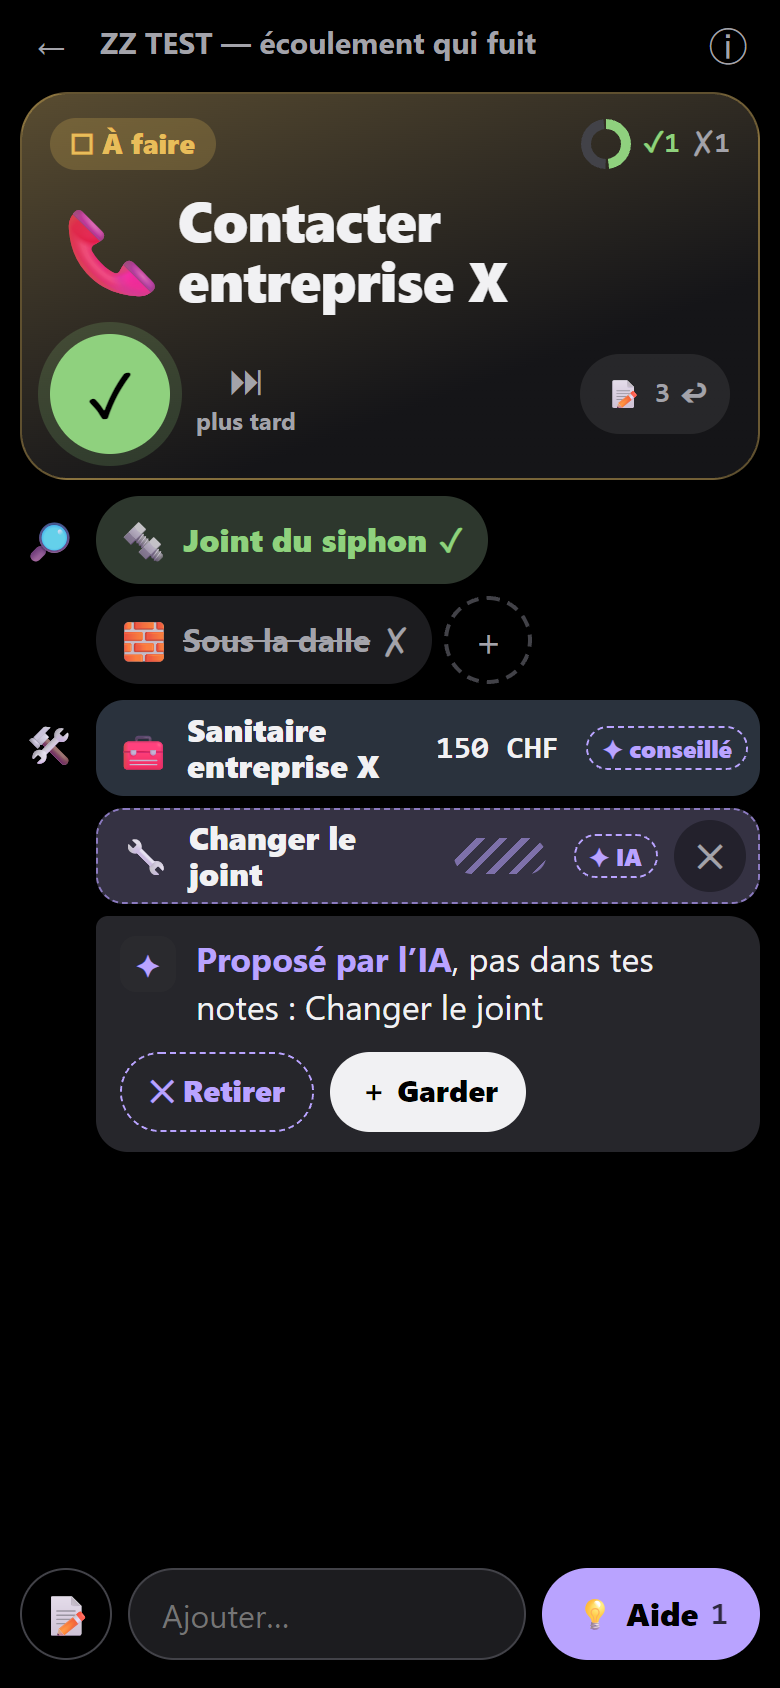 ← ZZ TEST — écoulement qui fuit ⓘ
☐ À faire ✓1 ✗1
Contacter
entreprise X
✓
plus tard
3 ↩
Joint du siphon ✓
Sous la dalle ✗
+
Sanitaire
entreprise X
150 CHF
✦ conseillé
Changer le
joint
✦ IA
✕
✦ Proposé par l’IA, pas dans tes
notes : Changer le joint
✕ Retirer
+ Garder
Ajouter…
Aide 1